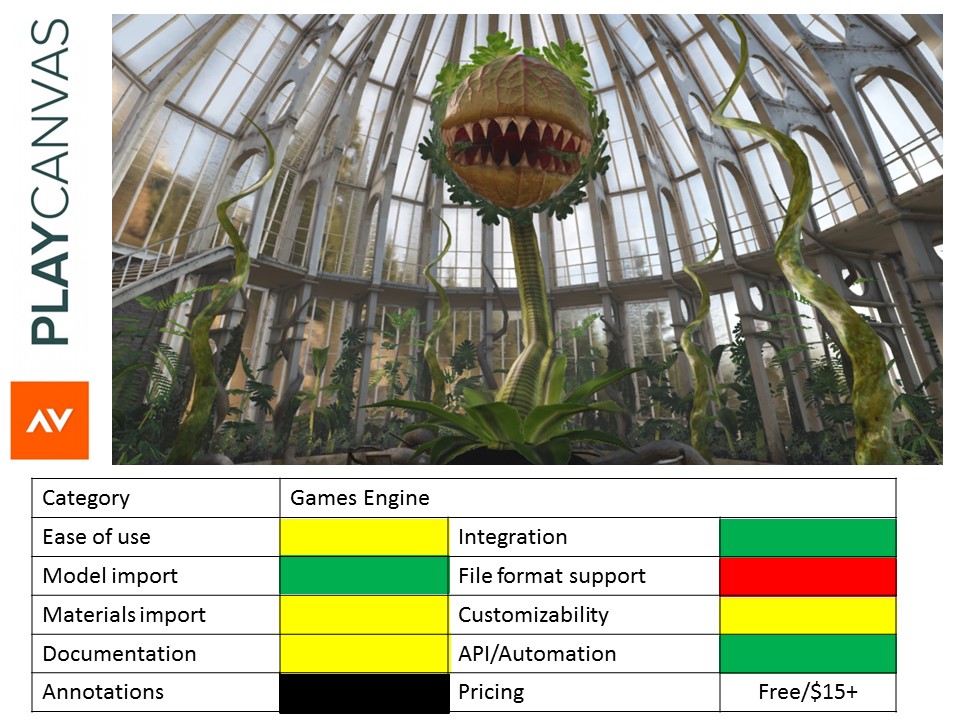 PLAYCANVAS
Category Games Engine
Ease of use Integration
Model import File format support
Materials import Customizability
Documentation API/Automation
Annotations Pricing Free/$15+